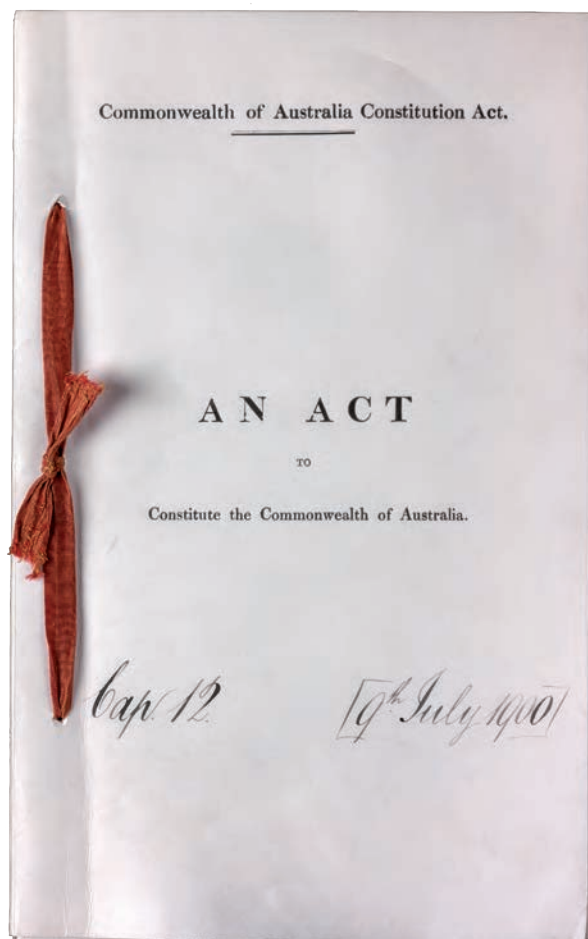 Commonwealth of Australia Constitution Act.
AN ACT
TO
Constitute the Commonwealth of Australia.
Cap. 12. [9th July 1900]